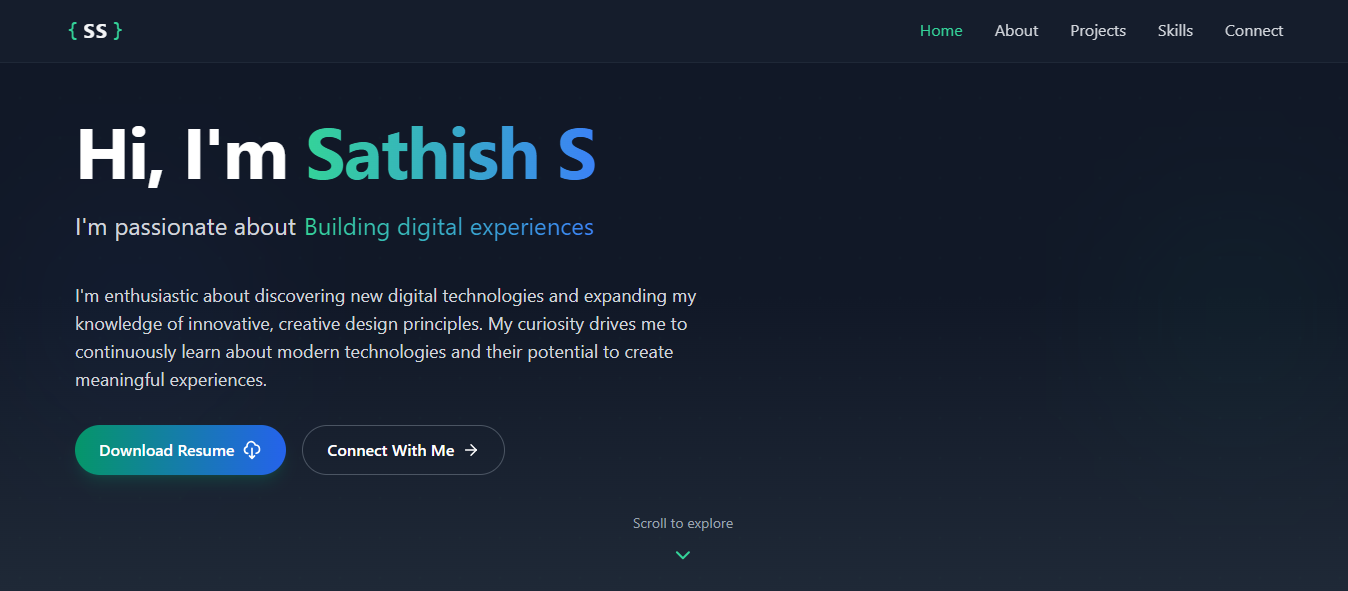 { SS }
Home About Projects Skills Connect
Hi, I'm Sathish S
I'm passionate about Building digital experiences
I'm enthusiastic about discovering new digital technologies and expanding my
knowledge of innovative, creative design principles. My curiosity drives me to
continuously learn about modern technologies and their potential to create
meaningful experiences.
Download Resume Connect With Me
Scroll to explore